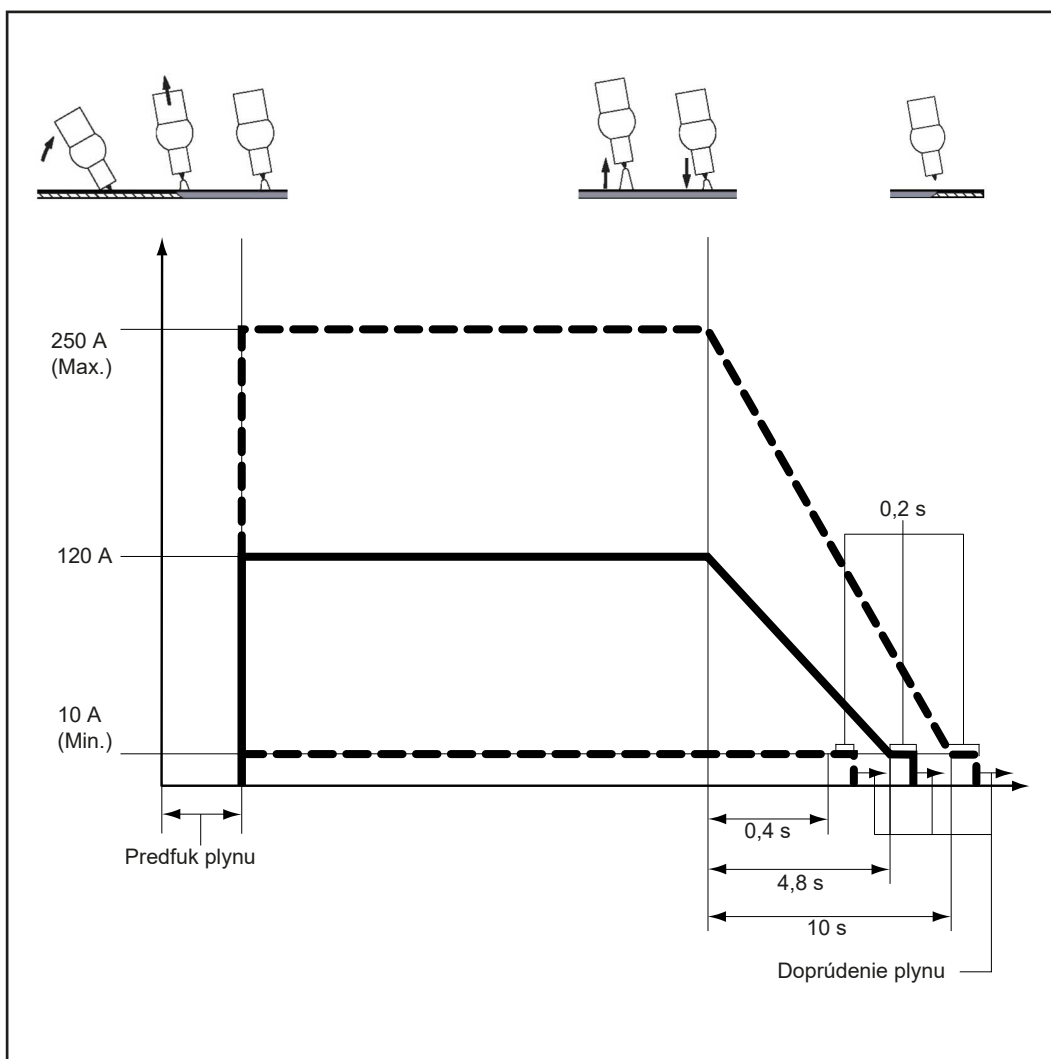 250 A
(Max.)
0,2 s
120 A
10 A
(Min.)
0,4 s
Predfuk plynu
4,8 s
10 s
Doprúdenie plynu